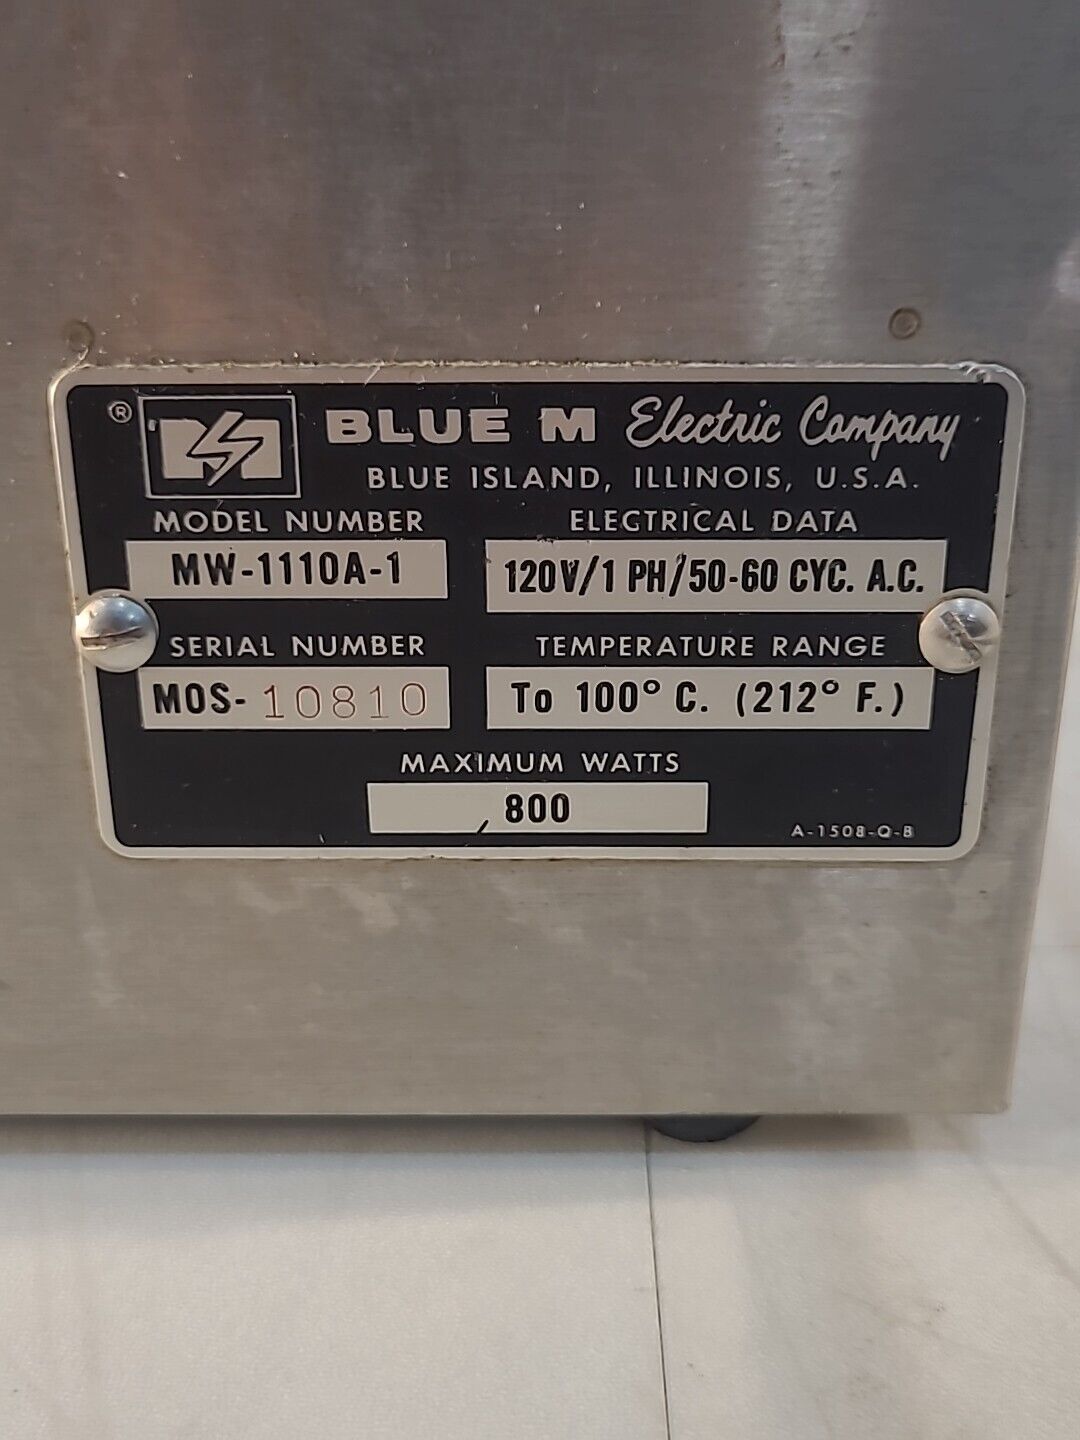 ® BLUE M Electric Company
BLUE ISLAND, ILLINOIS, U.S.A.
MODEL NUMBER
MW-1110A-1
ELECTRICAL DATA
120V/1 PH/50-60 CYC. A.C.
SERIAL NUMBER
MOS- 10810
TEMPERATURE RANGE
To 100° C. (212° F.)
MAXIMUM WATTS
800
A-1508-Q-B